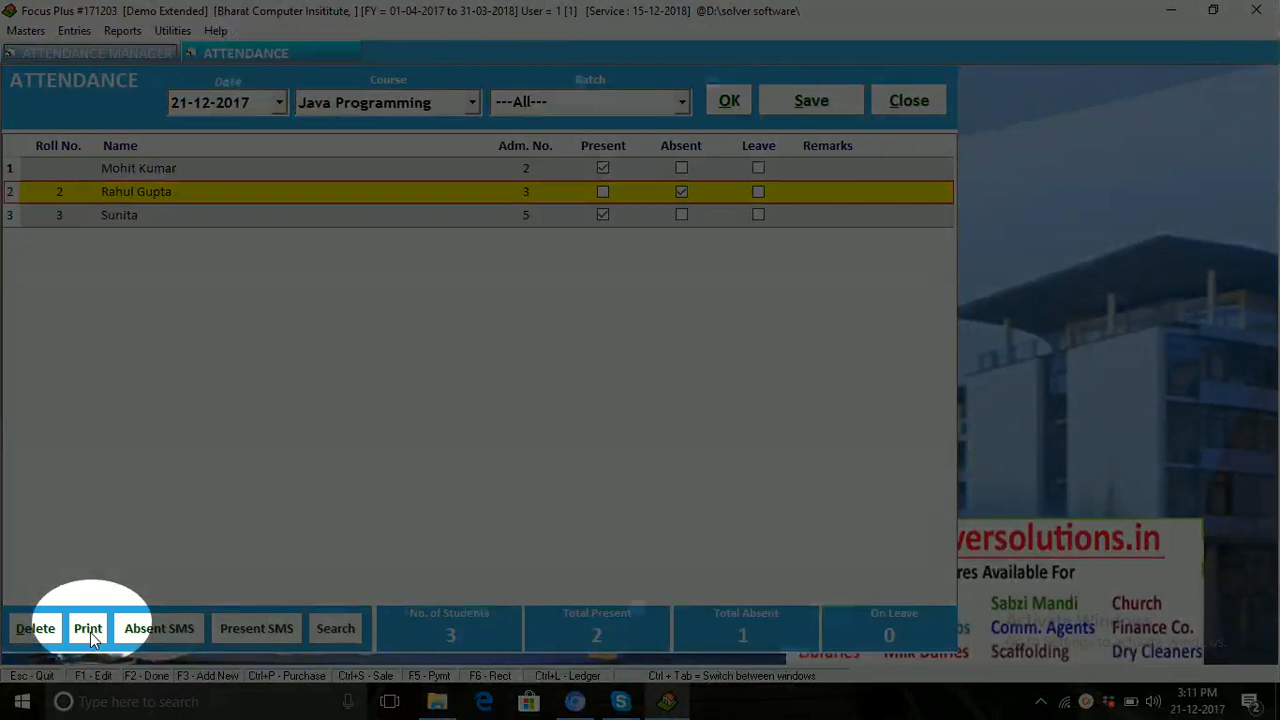 Focus Plus #171203 [Demo Extended] [Bharat Computer Insititute, ] [FY = 01-04-2017 to 31-03-2018] User = 1 [1] [Service : 15-12-2018] @D:\solver software\
Masters Entries Reports Utilities Help
ATTENDANCE MANAGER ATTENDANCE
ATTENDANCE Date Course Batch
21-12-2017 Java Programming ---All--- OK Save Close
Roll No. Name Adm. No. Present Absent Leave Remarks
1 Mohit Kumar 2
2 2 Rahul Gupta 3
3 3 Sunita 5
versolutions.in
res Available For
Sabzi Mandi Church
Comm. Agents Finance Co.
Libraries Milk Dairies Scaffolding Dry Cleaners
No. of Students Total Present Total Absent On Leave
Delete Print Absent SMS Present SMS Search 3 2 1 0
Esc - Quit F1 - Edit F2 - Done F3 - Add New Ctrl+P - Purchase Ctrl+S - Sale F5 - Pymt F6 - Rect Ctrl+L - Ledger Ctrl + Tab = Switch between windows
Type here to search
3:11 PM
21-12-2017
2